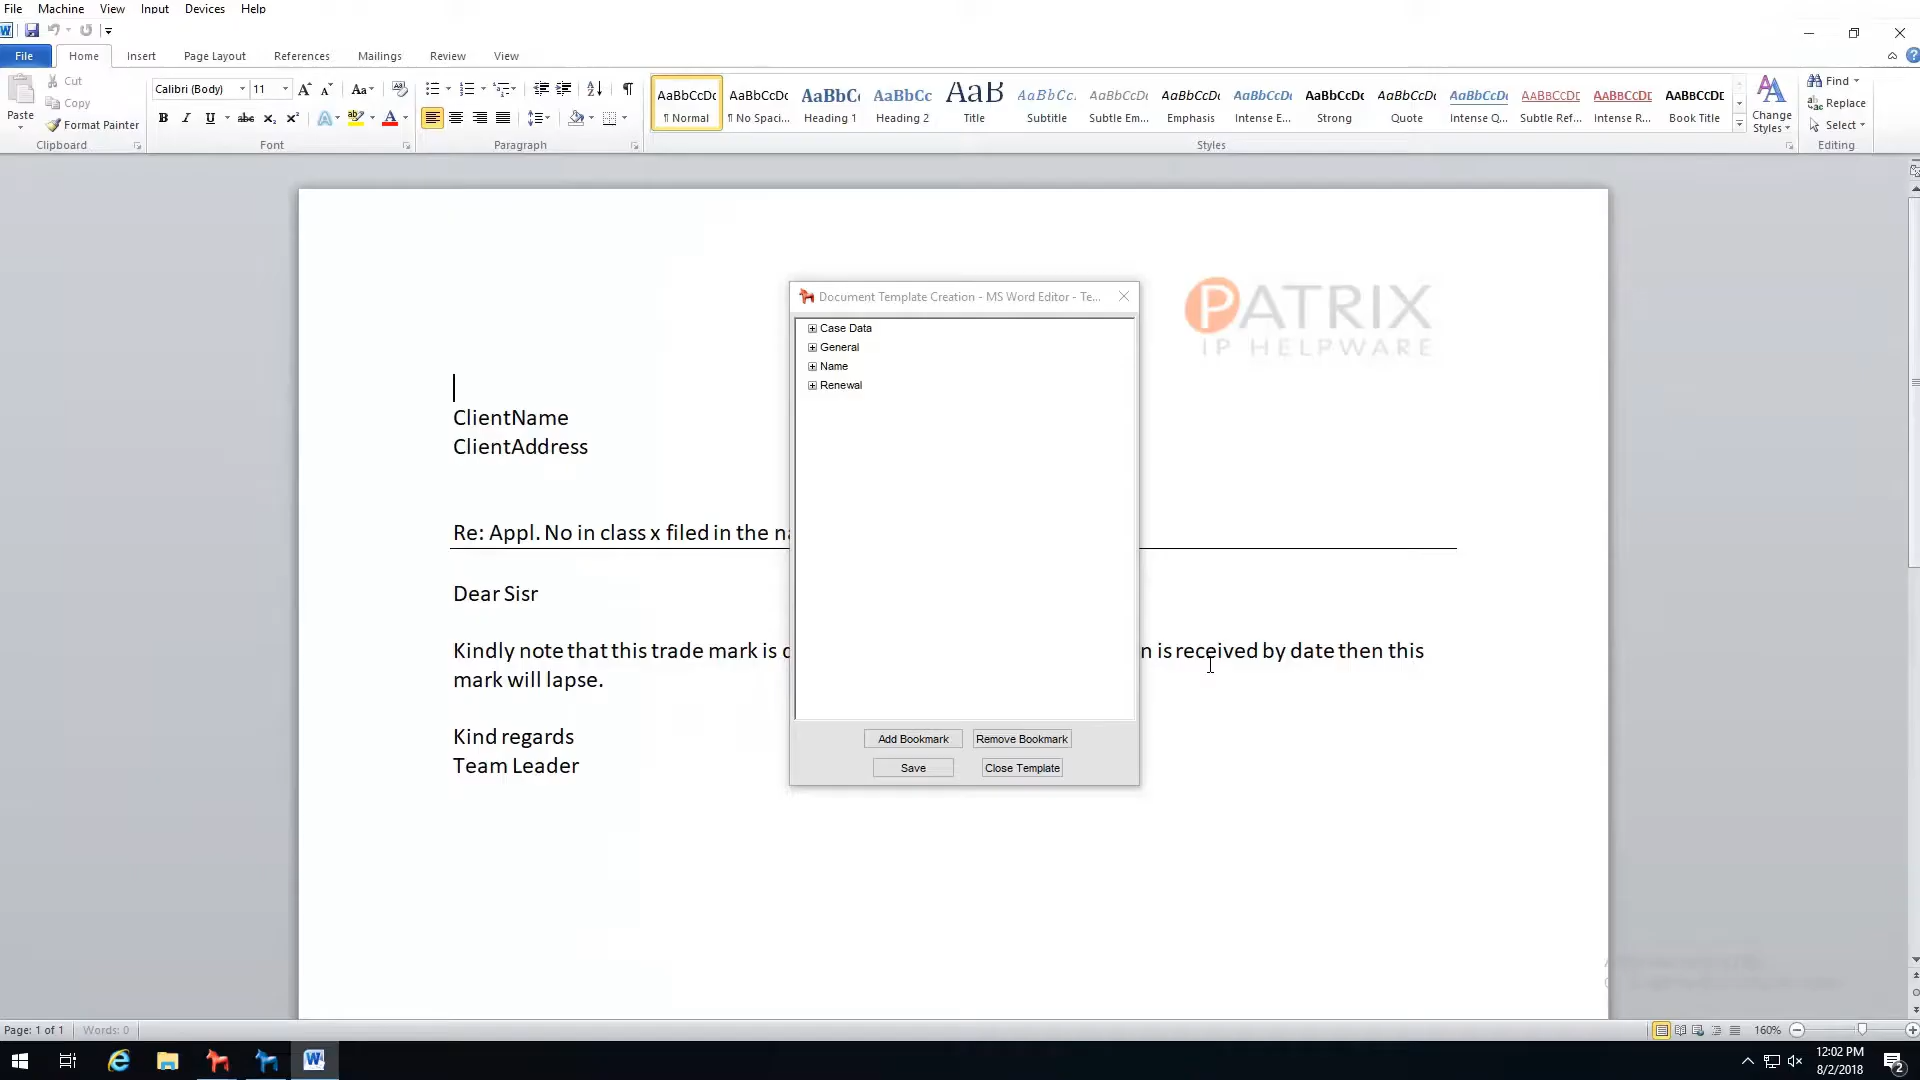 File Machine View Input Devices Help
File Home Insert Page Layout References Mailings Review View
Paste
Cut
Copy
Format Painter
Clipboard
Calibri (Body) 11
Font
Paragraph
AaBbCcDc AaBbCcDc AaBbCc AaBbCc AaB AaBbCc. AaBbCcDc AaBbCcDc AaBbCcDc AaBbCcDc AaBbCcDc AaBbCcDc AABBCCDD AABBCCDD AABBCCDD
¶ Normal ¶ No Spaci... Heading 1 Heading 2 Title Subtitle Subtle Em... Emphasis Intense E... Strong Quote Intense Q... Subtle Ref... Intense R... Book Title
Styles
Change
Styles
Find
Replace
Select
Editing
PATRIX
IP HELPWARE
ClientName
ClientAddress
Re: Appl. No in class x filed in the na
Dear Sisr
Kindly note that this trade mark is d
n is received by date then this
mark will lapse.
Kind regards
Team Leader
Document Template Creation - MS Word Editor - Te...
Case Data
General
Name
Renewal
Add Bookmark Remove Bookmark
Save Close Template
Page: 1 of 1 Words: 0
160%
12:02 PM
8/2/2018
2